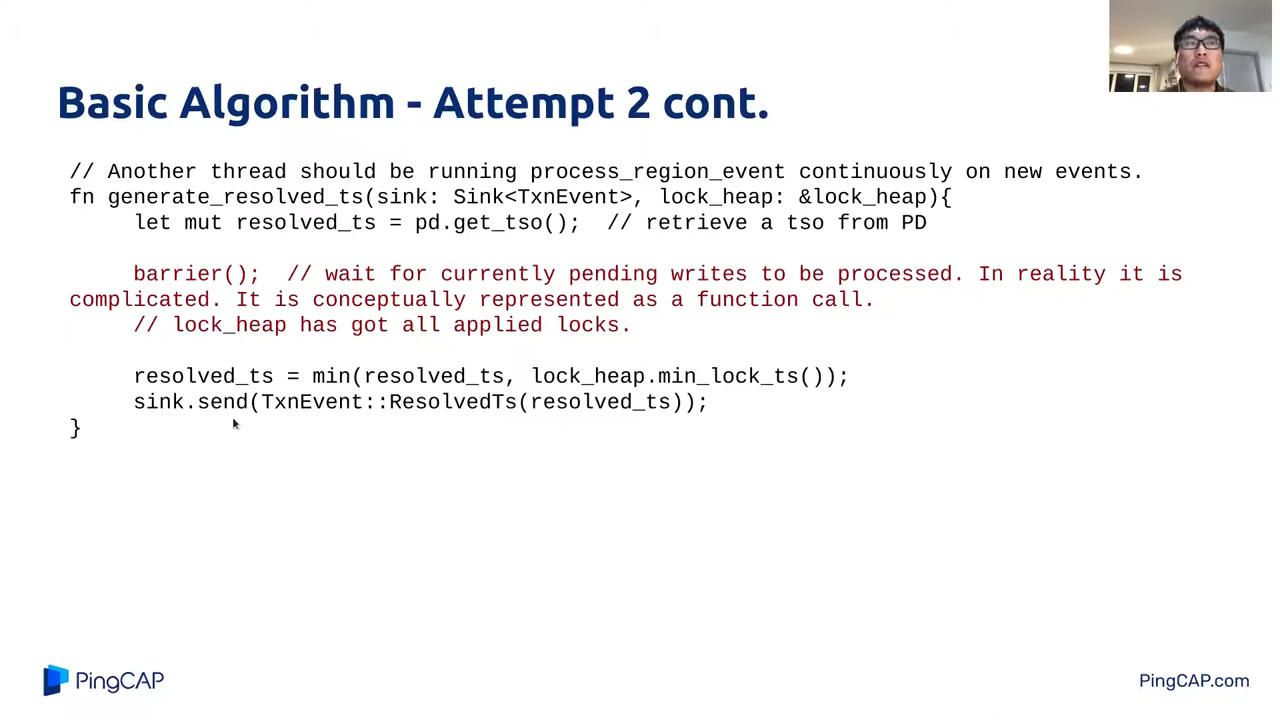 Basic Algorithm - Attempt 2 cont.
// Another thread should be running process_region_event continuously on new events.
fn generate_resolved_ts(sink: Sink<TxnEvent>, lock_heap: &lock_heap){
let mut resolved_ts = pd.get_tso();  // retrieve a tso from PD
barrier();  // wait for currently pending writes to be processed. In reality it is
complicated. It is conceptually represented as a function call.
// lock_heap has got all applied locks.
resolved_ts = min(resolved_ts, lock_heap.min_lock_ts());
sink.send(TxnEvent::ResolvedTs(resolved_ts));
}
PingCAP
PingCAP.com